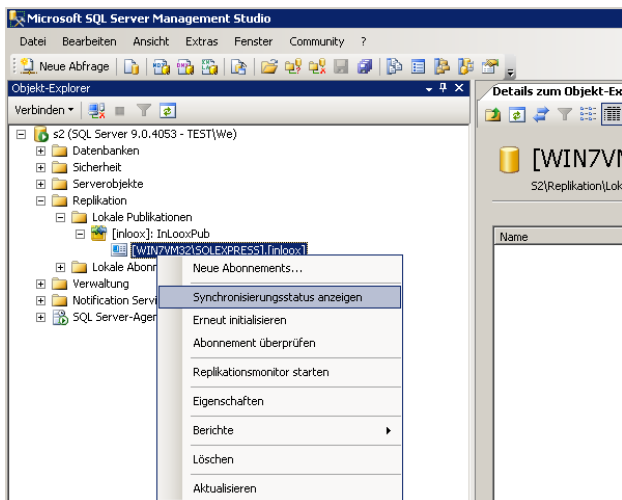 Microsoft SQL Server Management Studio
Datei Bearbeiten Ansicht Extras Fenster Community ?
Neue Abfrage
Objekt-Explorer
Details zum Objekt-Ex
Verbinden
s2 (SQL Server 9.0.4053 - TEST\We)
Datenbanken
Sicherheit
Serverobjekte
Replikation
Lokale Publikationen
[inloox]: InLooxPub
[WIN7VM32\SQLEXPRESS].[inloox]
Lokale Abonn
Verwaltung
Notification Servi
SQL Server-Ager
Neue Abonnements...
Synchronisierungsstatus anzeigen
Erneut initialisieren
Abonnement überprüfen
Replikationsmonitor starten
Eigenschaften
Berichte
Löschen
Aktualisieren
[WIN7VM
S2\Replikation\Lok
Name